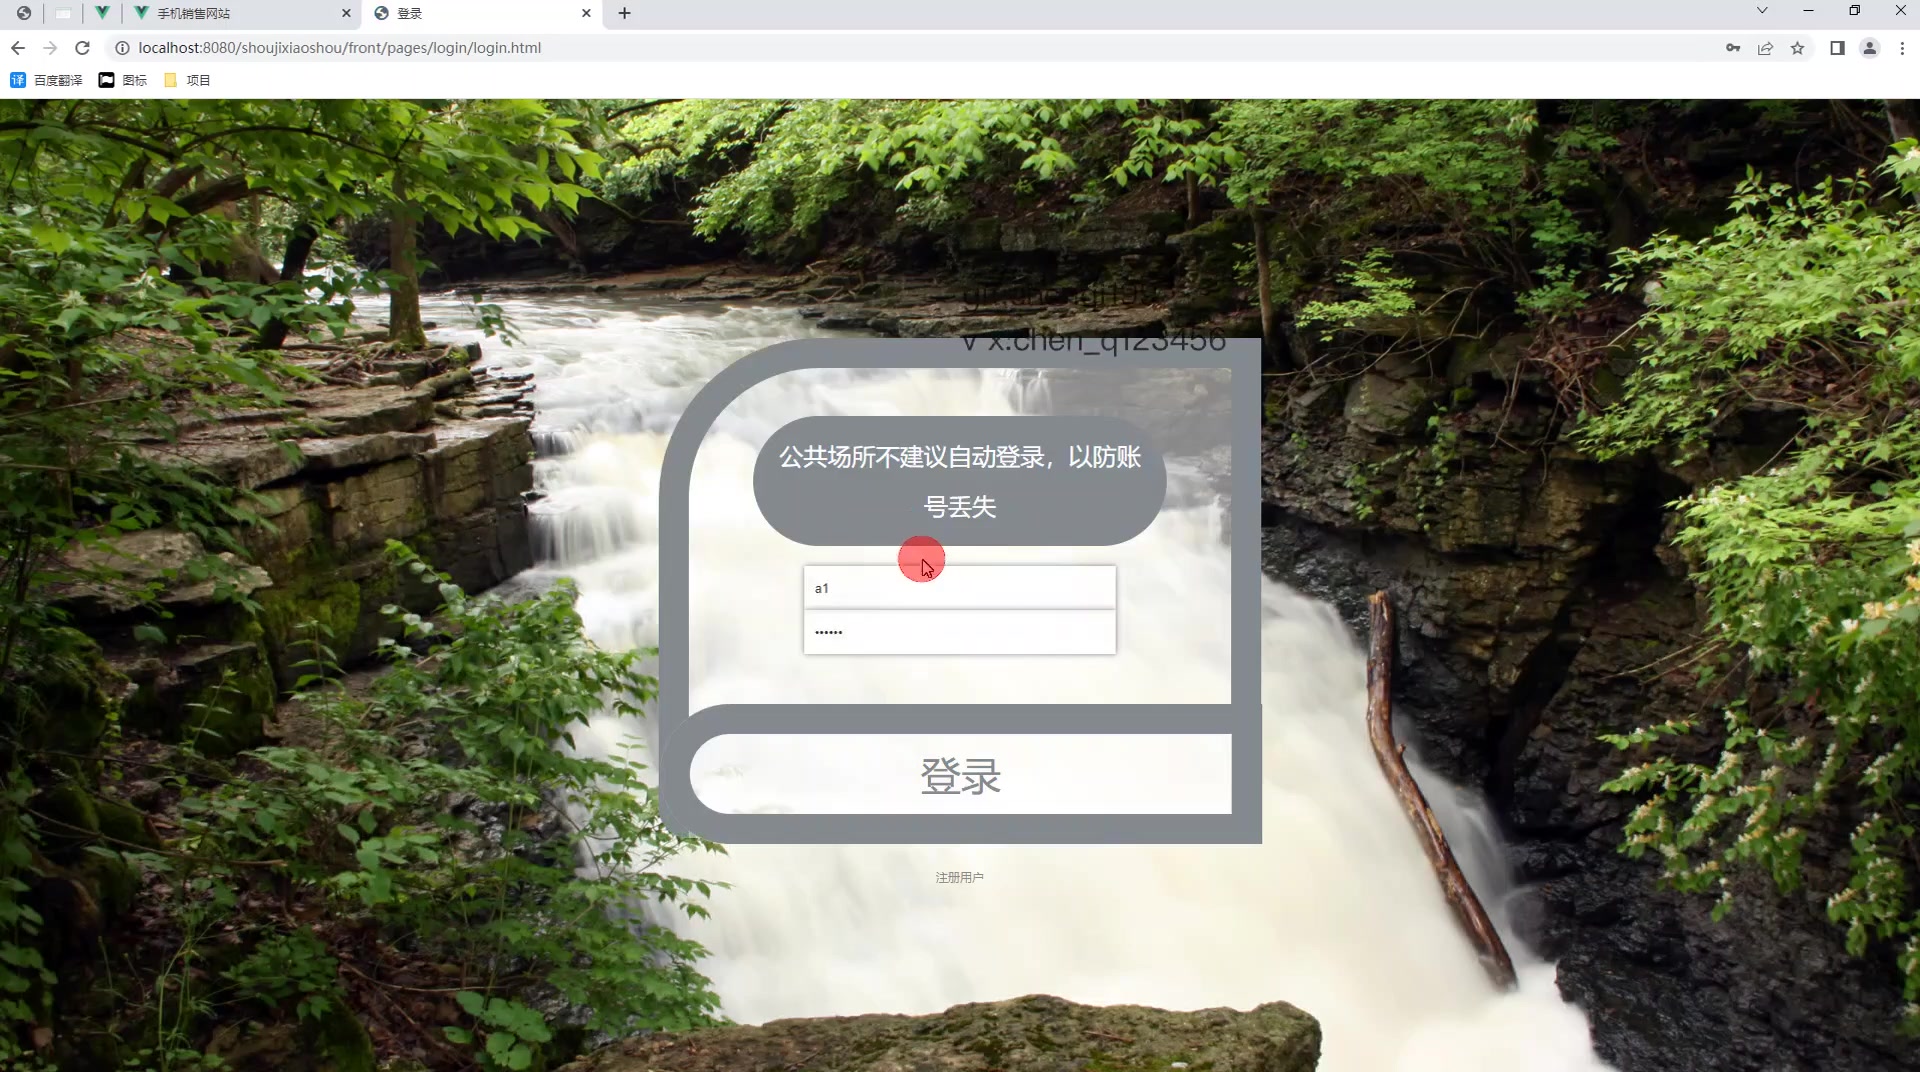 手机销售网站
登录
localhost:8080/shoujixiaoshou/front/pages/login/login.html
译 百度翻译 图标 项目
v x:chen_q123456
公共场所不建议自动登录，以防账
号丢失
a1
••••••
登录
注册用户